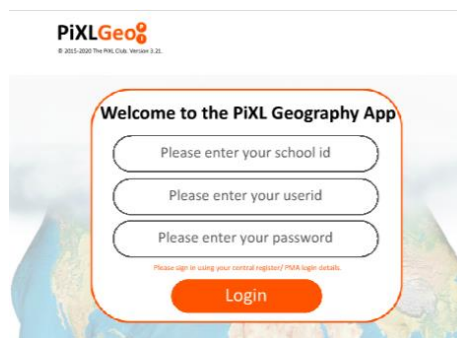 PiXLGeo
© 2015-2020 The PiXL Club. Version 3.21.
Welcome to the PiXL Geography App
Please enter your school id
Please enter your userid
Please enter your password
Please sign in using your central register/ PMA login details.
Login